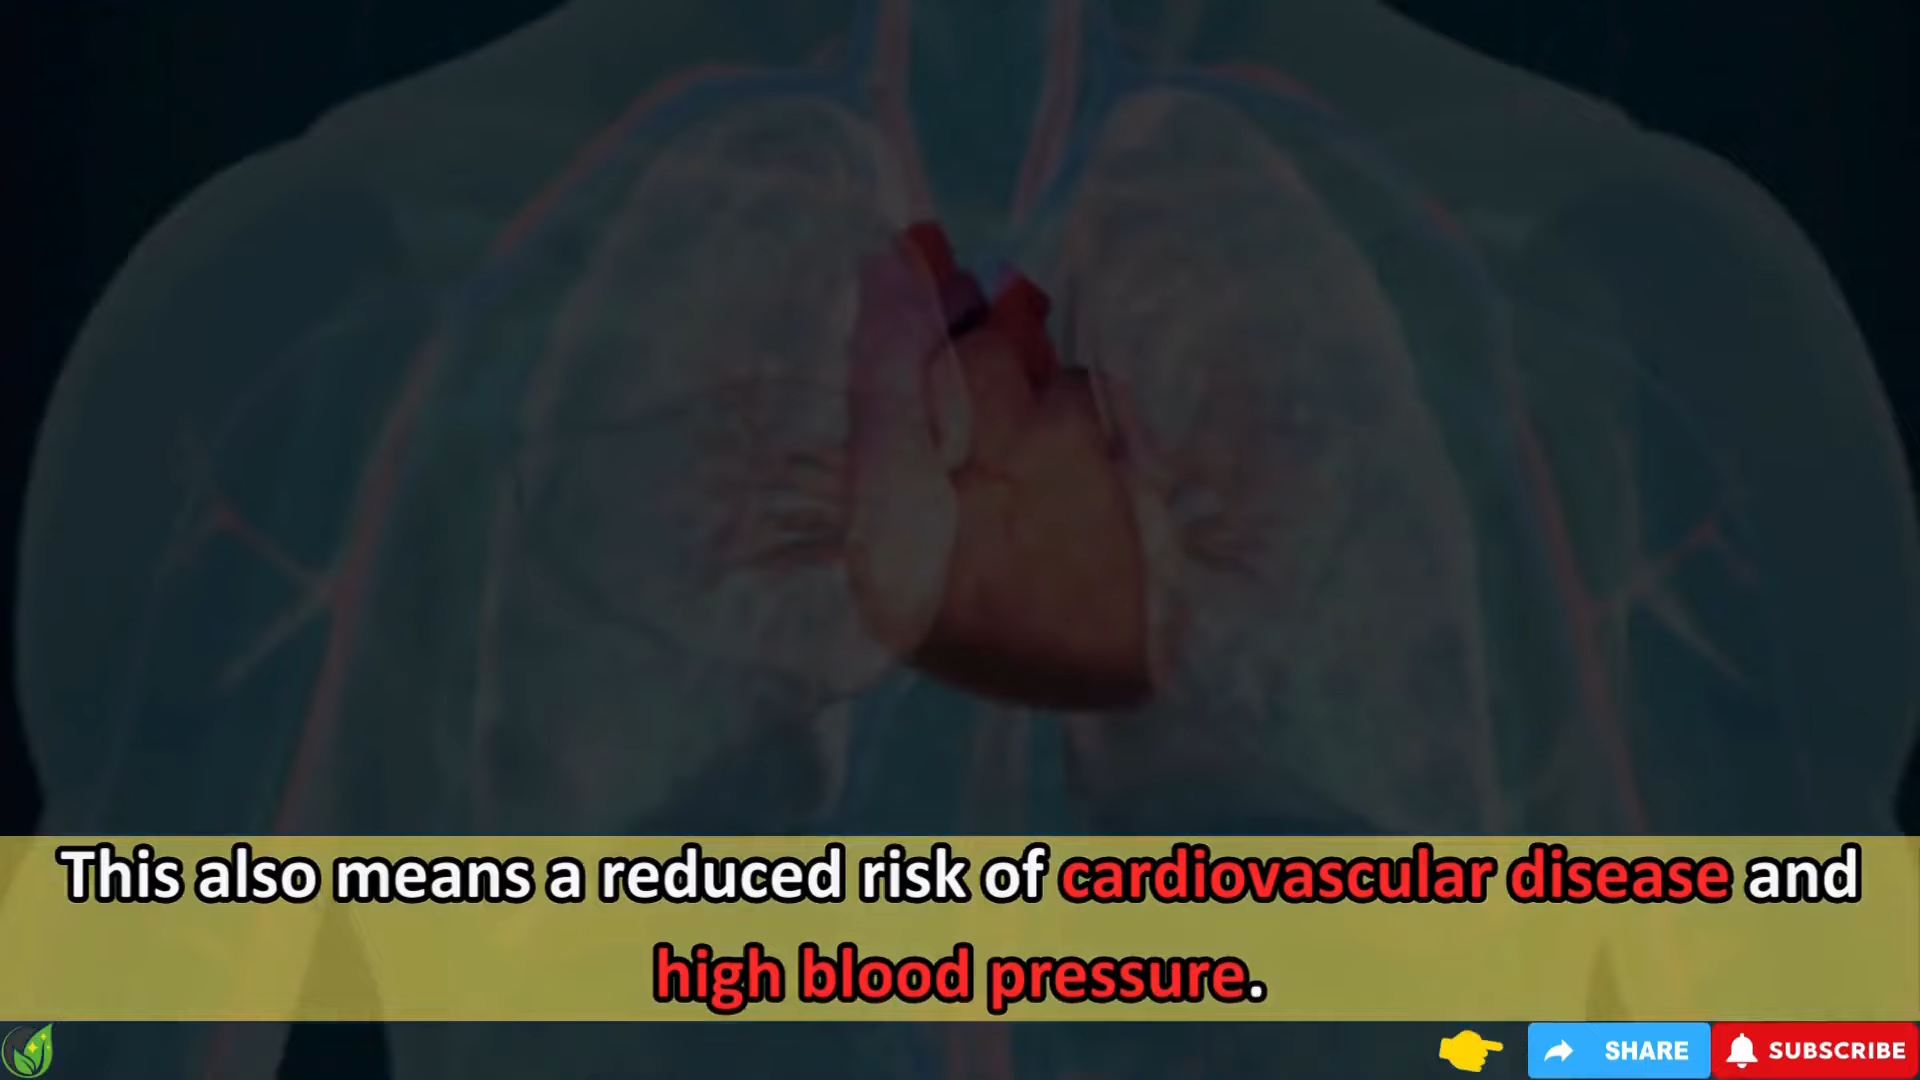 This also means a reduced risk of cardiovascular disease and
high blood pressure.
SHARE
SUBSCRIBE